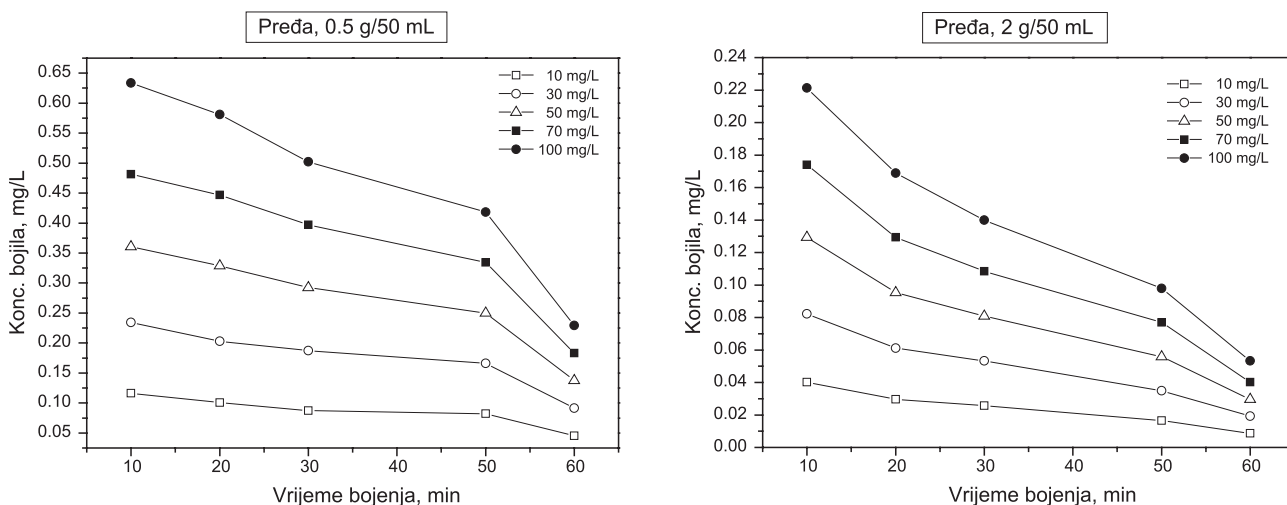 Pređa, 0.5 g/50 mL
Konc. bojila, mg/L
0.65
0.60
0.55
0.50
0.45
0.40
0.35
0.30
0.25
0.20
0.15
0.10
0.05
10 mg/L
30 mg/L
50 mg/L
70 mg/L
100 mg/L
10 20 30 40 50 60
Vrijeme bojenja, min
Pređa, 2 g/50 mL
Konc. bojila, mg/L
0.24
0.22
0.20
0.18
0.16
0.14
0.12
0.10
0.08
0.06
0.04
0.02
0.00
10 mg/L
30 mg/L
50 mg/L
70 mg/L
100 mg/L
10 20 30 40 50 60
Vrijeme bojenja, min